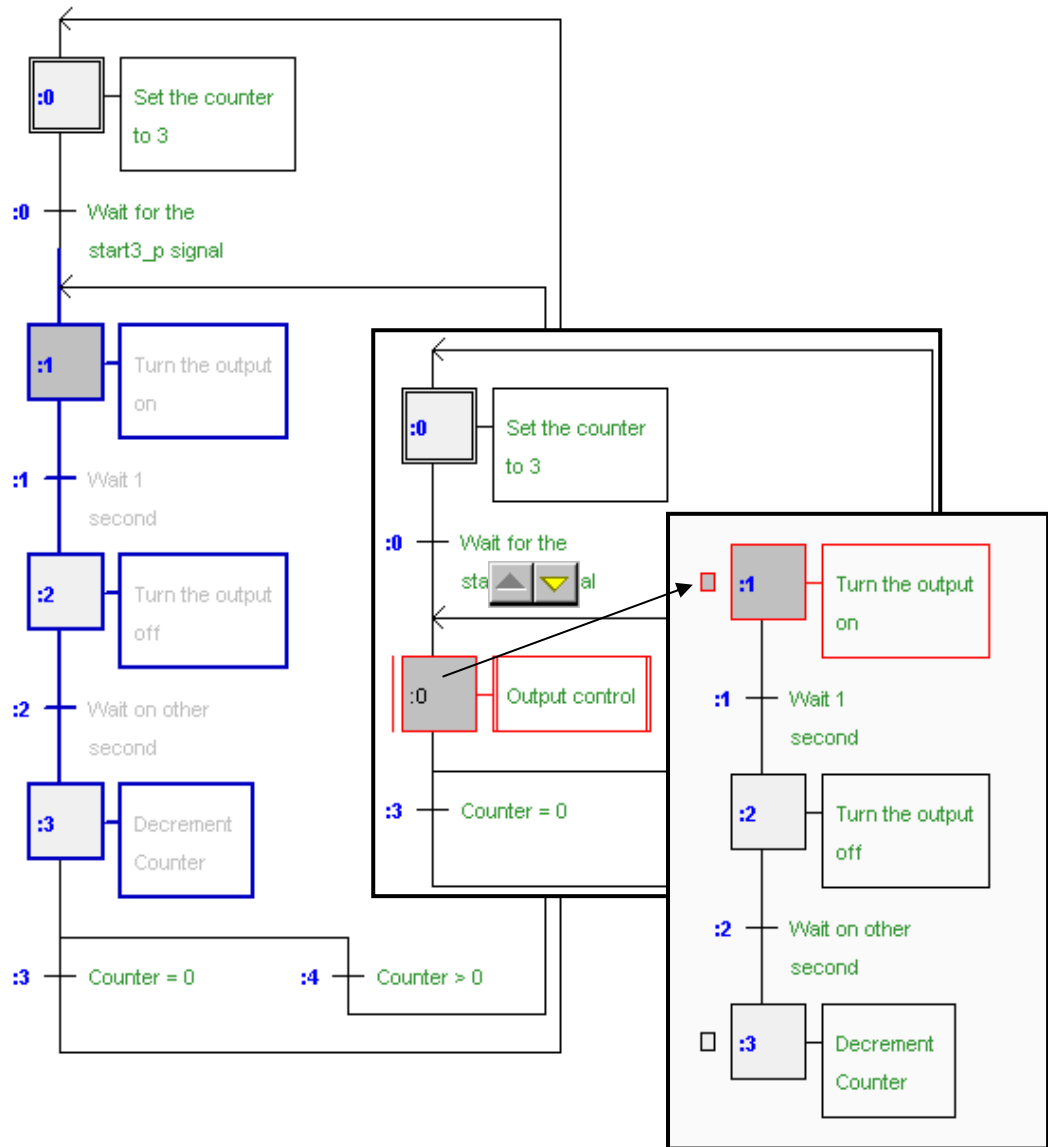 :0
Set the counter
to 3
:0
Wait for the
start3_p signal
:1
Turn the output
on
:1
Wait 1
second
:2
Turn the output
off
:2
Wait on other
second
:3
Decrement
Counter
:3
Counter = 0
:4
Counter > 0
:0
Set the counter
to 3
:0
Wait for the
sta
al
:0
Output control
:3
Counter = 0
:1
Turn the output
on
:1
Wait 1
second
:2
Turn the output
off
:2
Wait on other
second
:3
Decrement
Counter